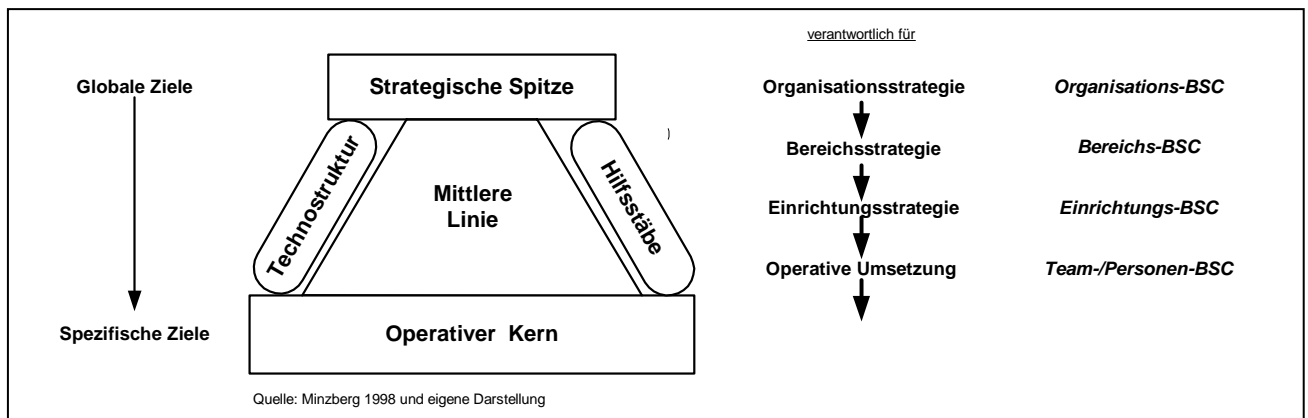 verantwortlich für
Globale Ziele
Strategische Spitze
Organisationsstrategie
Organisations-BSC
)
Technostruktur
Hilfsstäbe
Bereichsstrategie
Bereichs-BSC
Mittlere
Linie
Einrichtungsstrategie
Einrichtungs-BSC
Operative Umsetzung
Team-/Personen-BSC
Spezifische Ziele
Operativer Kern
Quelle: Minzberg 1998 und eigene Darstellung